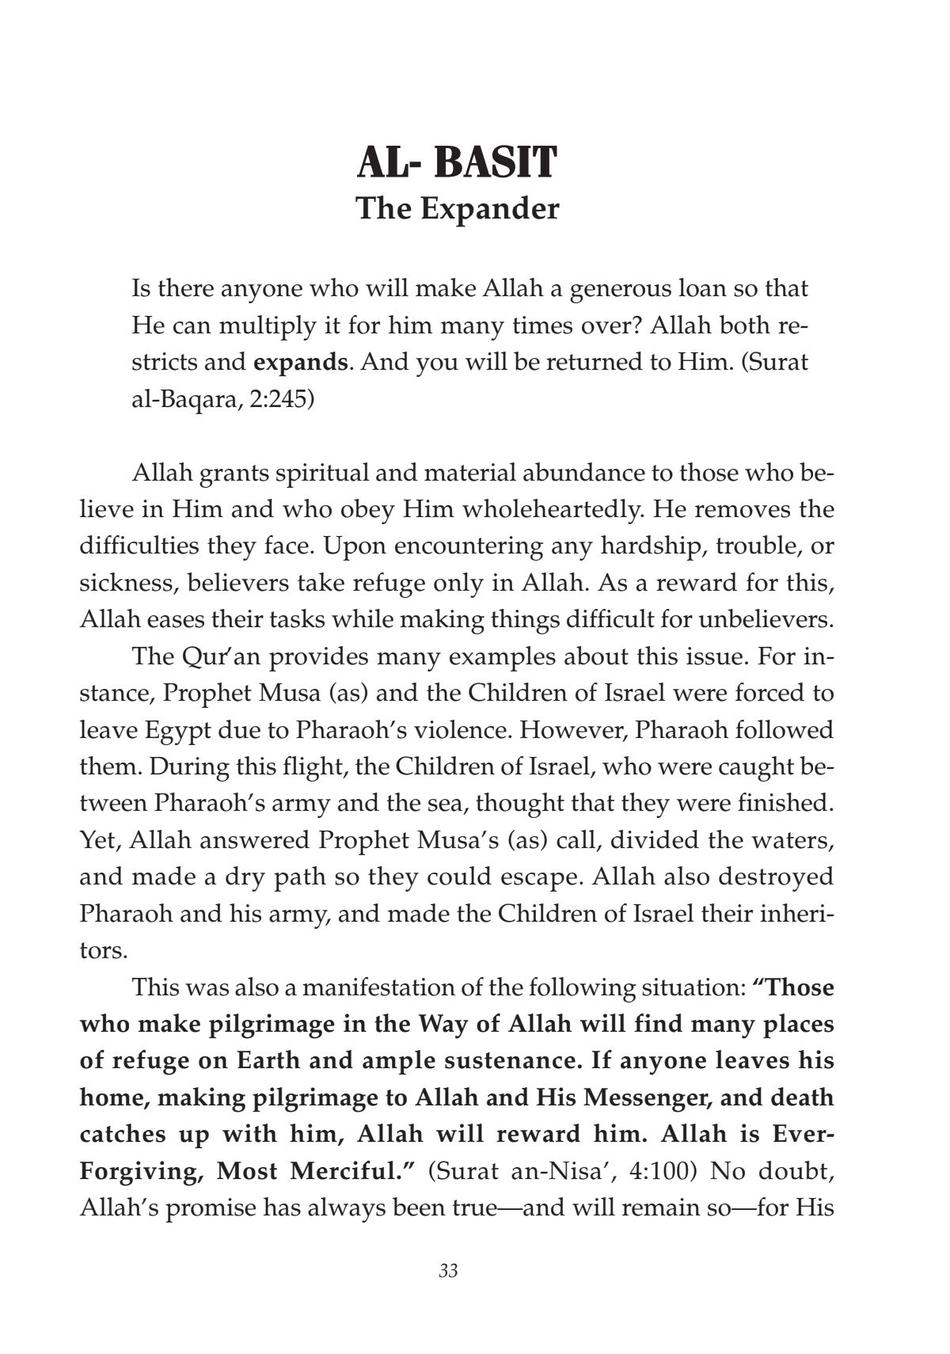 AL- BASIT
The Expander
Is there anyone who will make Allah a generous loan so that
He can multiply it for him many times over? Allah both re-
stricts and expands. And you will be returned to Him. (Surat
al-Baqara, 2:245)
Allah grants spiritual and material abundance to those who be-
lieve in Him and who obey Him wholeheartedly. He removes the
difficulties they face. Upon encountering any hardship, trouble, or
sickness, believers take refuge only in Allah. As a reward for this,
Allah eases their tasks while making things difficult for unbelievers.
The Qur’an provides many examples about this issue. For in-
stance, Prophet Musa (as) and the Children of Israel were forced to
leave Egypt due to Pharaoh’s violence. However, Pharaoh followed
them. During this flight, the Children of Israel, who were caught be-
tween Pharaoh’s army and the sea, thought that they were finished.
Yet, Allah answered Prophet Musa’s (as) call, divided the waters,
and made a dry path so they could escape. Allah also destroyed
Pharaoh and his army, and made the Children of Israel their inheri-
tors.
This was also a manifestation of the following situation: “Those
who make pilgrimage in the Way of Allah will find many places
of refuge on Earth and ample sustenance. If anyone leaves his
home, making pilgrimage to Allah and His Messenger, and death
catches up with him, Allah will reward him. Allah is Ever-
Forgiving, Most Merciful.” (Surat an-Nisa’, 4:100) No doubt,
Allah’s promise has always been true—and will remain so—for His
33